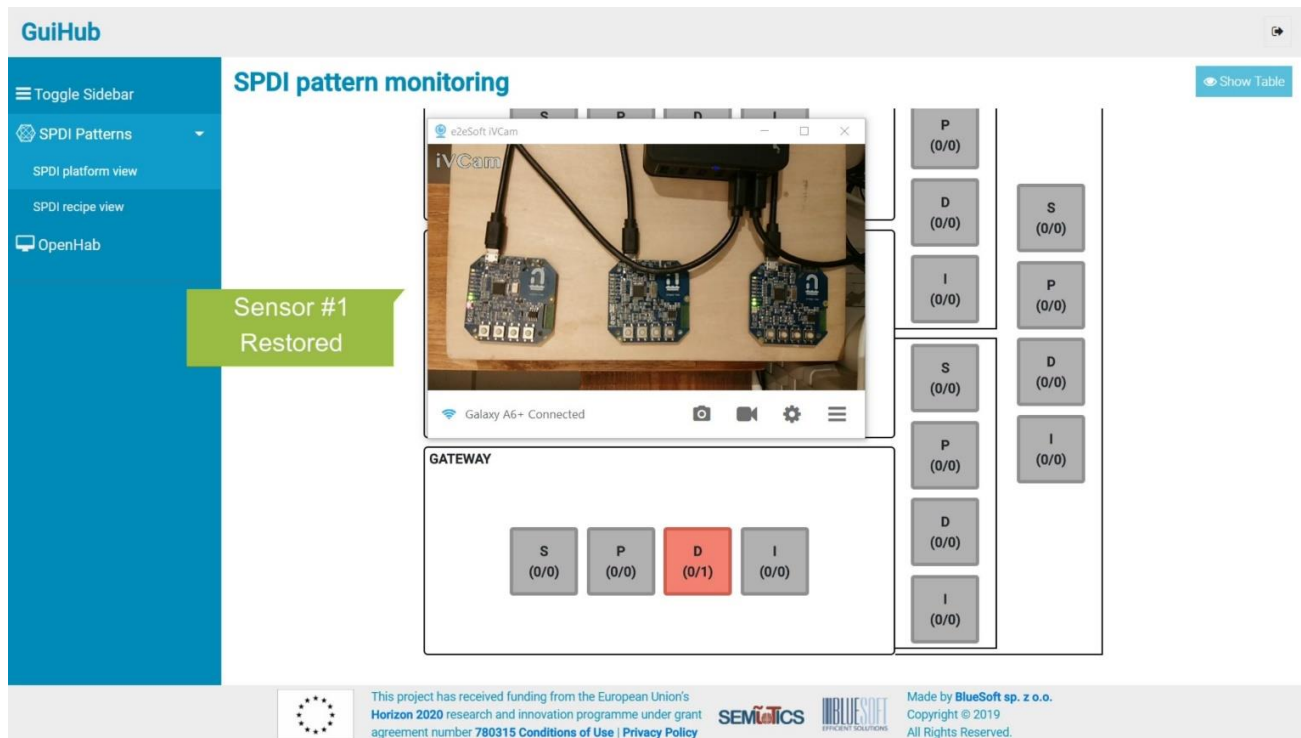 GuiHub
Toggle Sidebar
SPDI Patterns
SPDI platform view
SPDI recipe view
OpenHab
SPDI pattern monitoring
Show Table
S P D I
e2eSoft iVCam
iVCam
Galaxy A6+ Connected
Sensor #1
Restored
P
(0/0)
D
(0/0)
I
(0/0)
S
(0/0)
P
(0/0)
D
(0/0)
I
(0/0)
S
(0/0)
P
(0/0)
D
(0/0)
I
(0/0)
GATEWAY
S P D I
(0/0) (0/0) (0/1) (0/0)
This project has received funding from the European Union's
Horizon 2020 research and innovation programme under grant
agreement number 780315 Conditions of Use | Privacy Policy
SEMIoTICS
BLUESOFT
EFFICIENT SOLUTIONS
Made by BlueSoft sp. z o.o.
Copyright © 2019
All Rights Reserved.